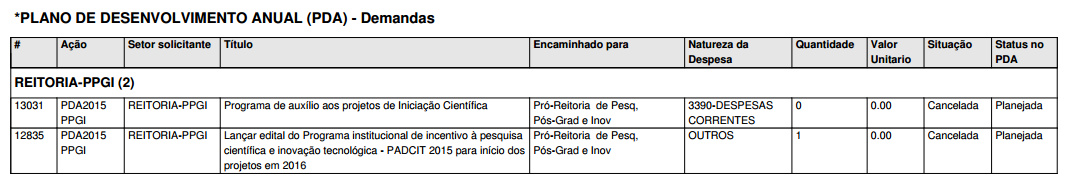 *PLANO DE DESENVOLVIMENTO ANUAL (PDA) - Demandas
# Ação Setor solicitante Título Encaminhado para Natureza da Despesa Quantidade Valor Unitario Situação Status no PDA
REITORIA-PPGI (2)
13031 PDA2015 PPGI REITORIA-PPGI Programa de auxílio aos projetos de Iniciação Científica Pró-Reitoria de Pesq, Pós-Grad e Inov 3390-DESPESAS CORRENTES 0 0.00 Cancelada Planejada
12835 PDA2015 PPGI REITORIA-PPGI Lançar edital do Programa institucional de incentivo à pesquisa científica e inovação tecnológica - PADCIT 2015 para início dos projetos em 2016 Pró-Reitoria de Pesq, Pós-Grad e Inov OUTROS 1 0.00 Cancelada Planejada